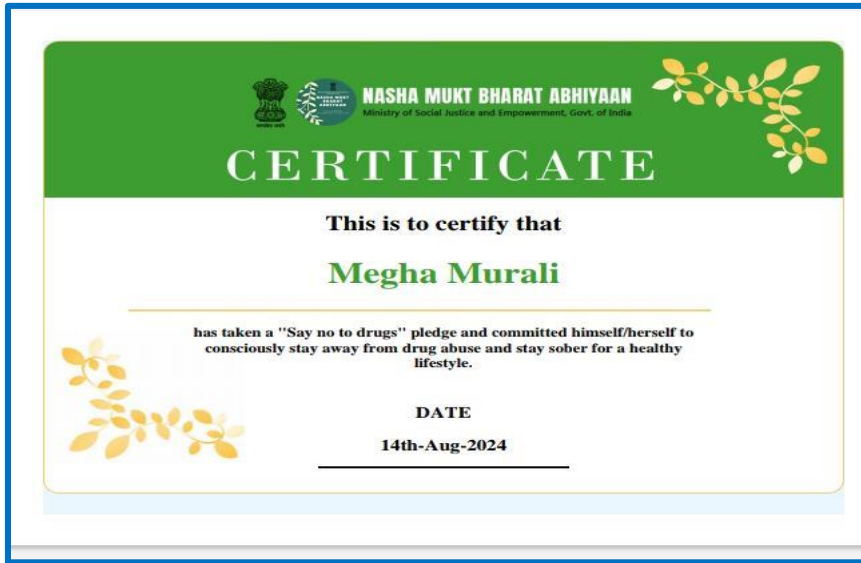 NASHA MUKT BHARAT ABHIYAAN
Ministry of Social Justice and Empowerment, Govt. of India
CERTIFICATE
This is to certify that
Megha Murali
has taken a "Say no to drugs" pledge and committed himself/herself to
consciously stay away from drug abuse and stay sober for a healthy
lifestyle.
DATE
14th-Aug-2024